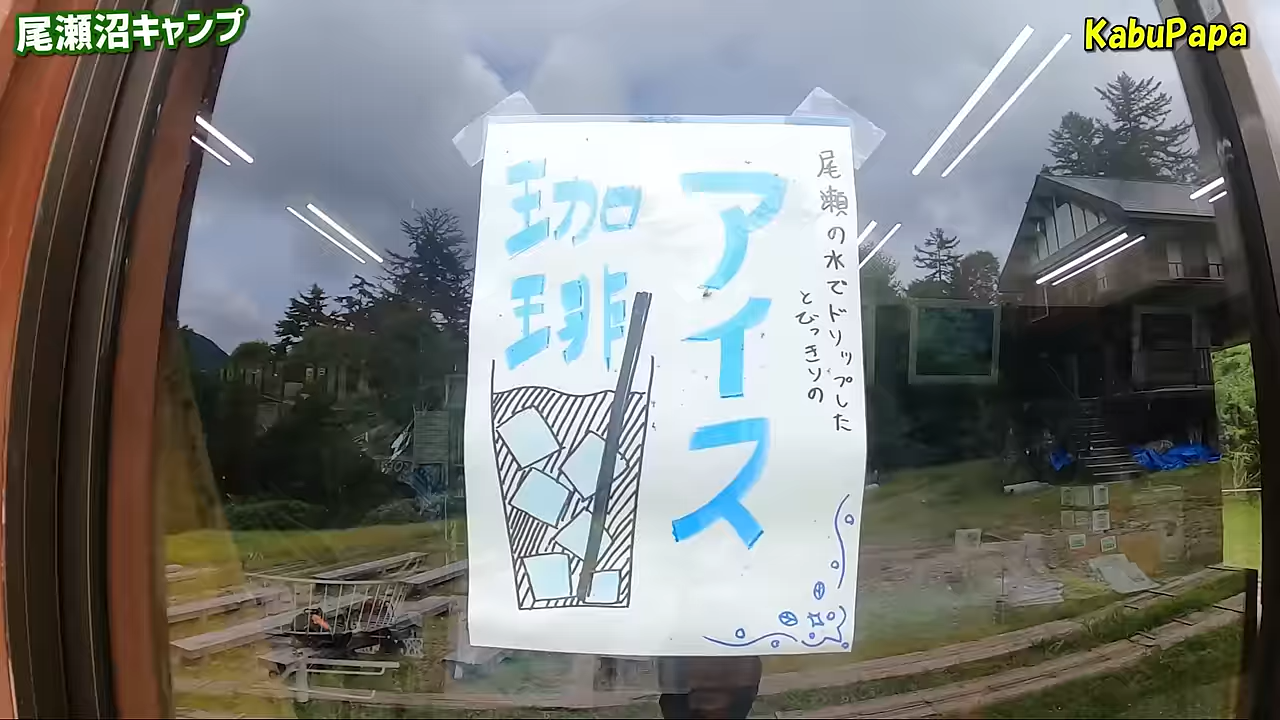 尾瀬沼キャンプ
KabuPapa
尾瀬の水でドリップした
とびっきりの
アイス
珈琲